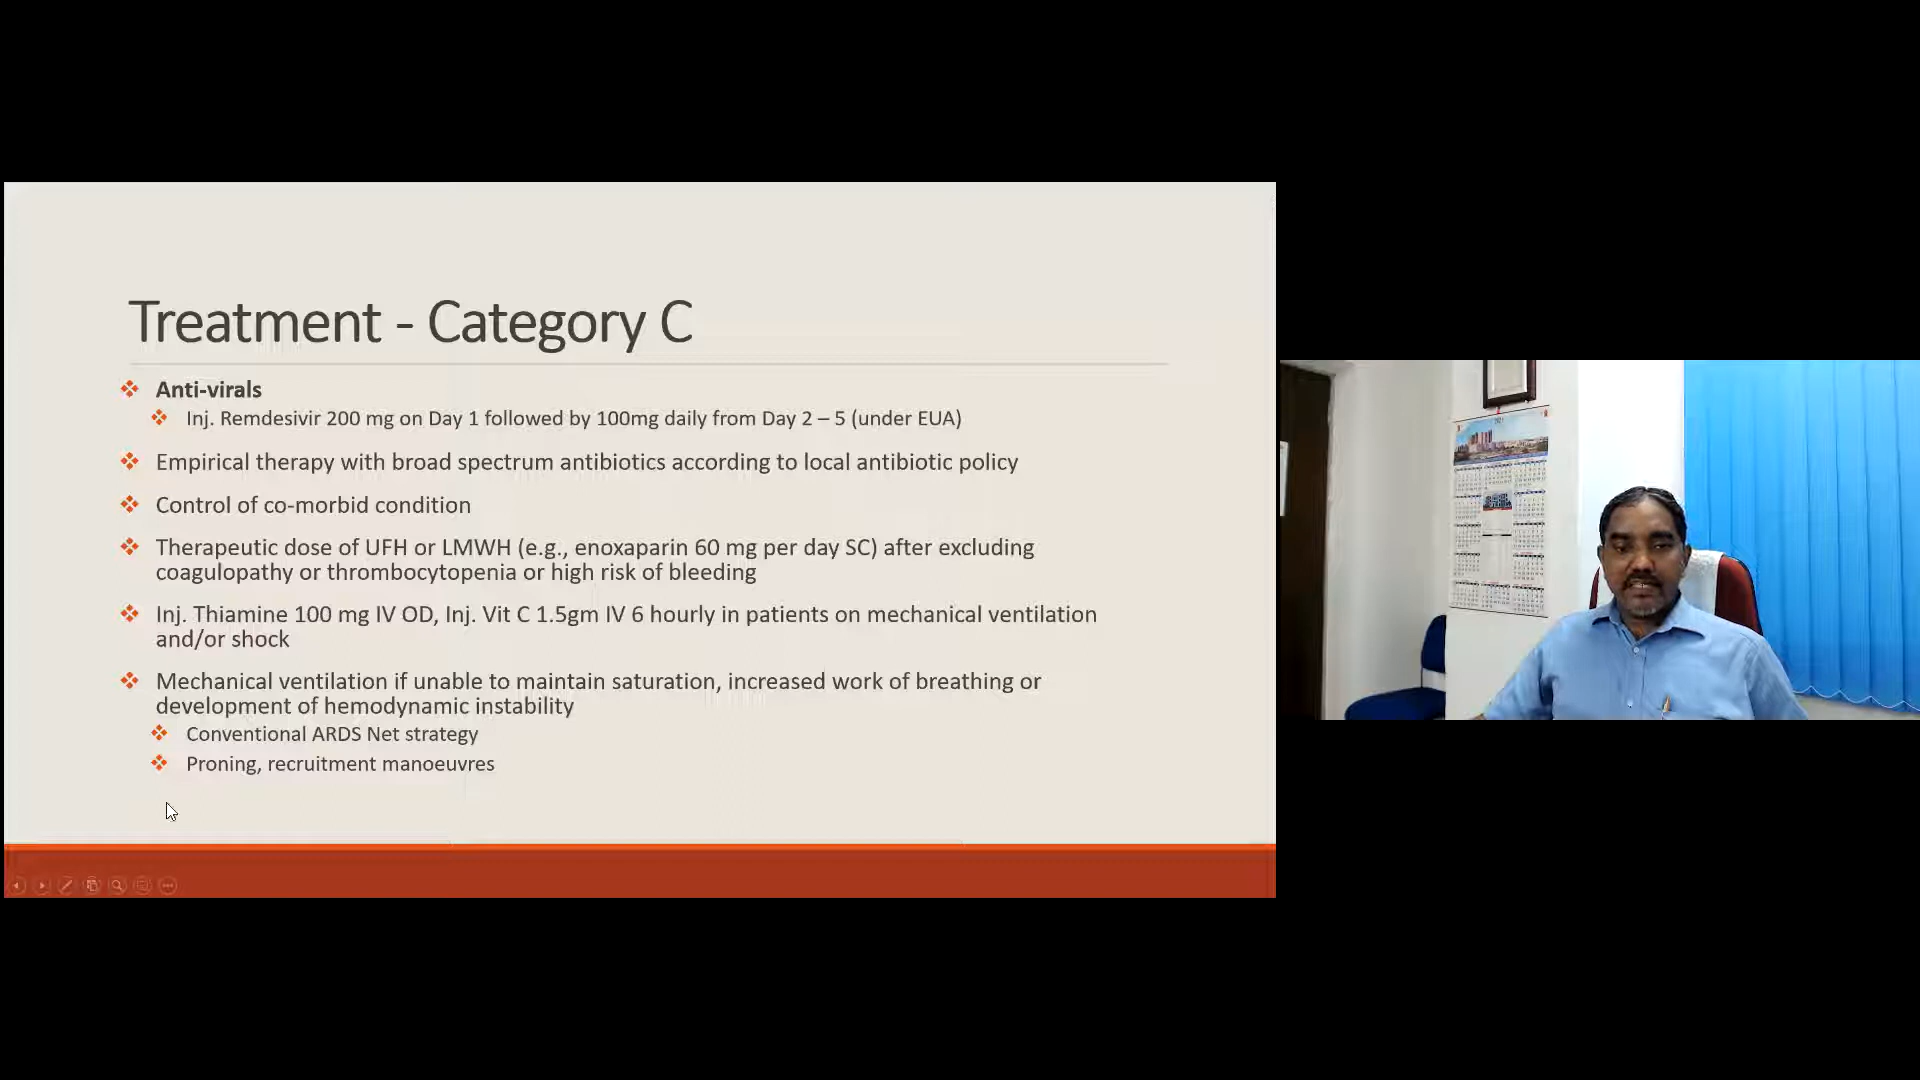 Treatment - Category C
Anti-virals
Inj. Remdesivir 200 mg on Day 1 followed by 100mg daily from Day 2 – 5 (under EUA)
Empirical therapy with broad spectrum antibiotics according to local antibiotic policy
Control of co-morbid condition
Therapeutic dose of UFH or LMWH (e.g., enoxaparin 60 mg per day SC) after excluding
coagulopathy or thrombocytopenia or high risk of bleeding
Inj. Thiamine 100 mg IV OD, Inj. Vit C 1.5gm IV 6 hourly in patients on mechanical ventilation
and/or shock
Mechanical ventilation if unable to maintain saturation, increased work of breathing or
development of hemodynamic instability
Conventional ARDS Net strategy
Proning, recruitment manoeuvres